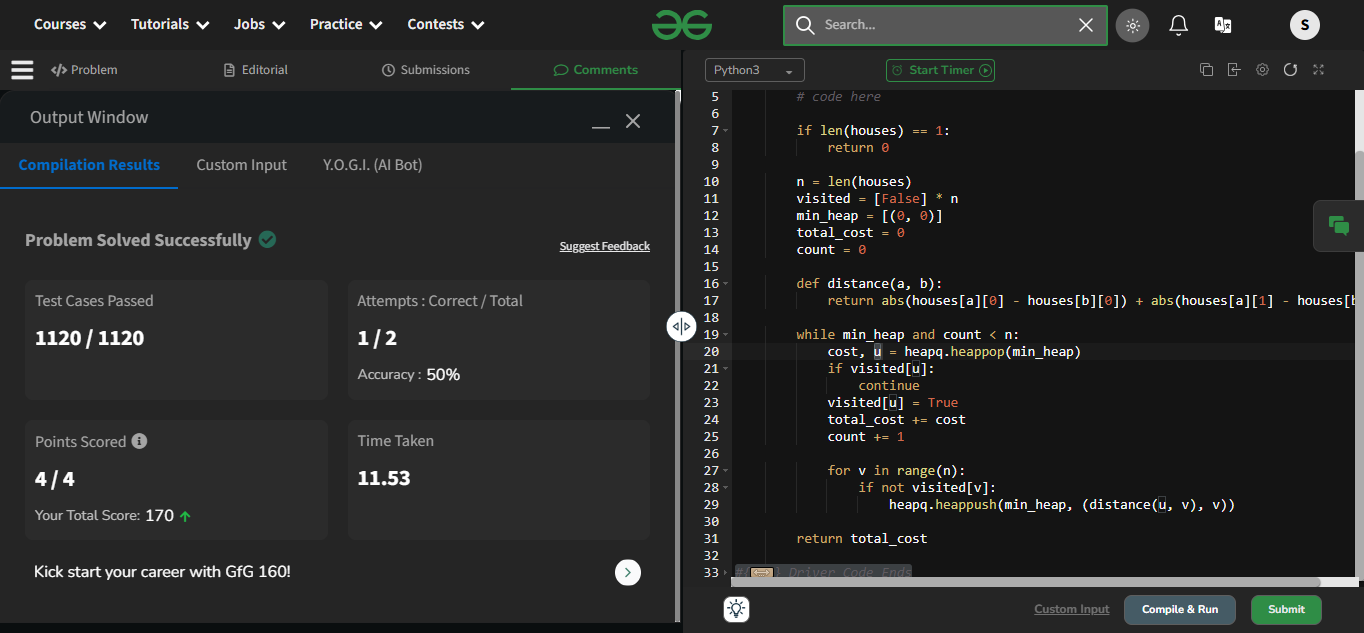 Courses Tutorials Jobs Practice Contests Search... S
Problem Editorial Submissions Comments
Output Window
Compilation Results Custom Input Y.O.G.I. (AI Bot)
Problem Solved Successfully
Suggest Feedback
Test Cases Passed
1120 / 1120
Attempts : Correct / Total
1 / 2
Accuracy : 50%
Points Scored
4 / 4
Your Total Score: 170
Time Taken
11.53
Kick start your career with GfG 160!
Python3 Start Timer
5 # code here
6
7 if len(houses) == 1:
8 return 0
9
10 n = len(houses)
11 visited = [False] * n
12 min_heap = [(0, 0)]
13 total_cost = 0
14 count = 0
15
16 def distance(a, b):
17 return abs(houses[a][0] - houses[b][0]) + abs(houses[a][1] - houses[b
18
19 while min_heap and count < n:
20 cost, u = heapq.heappop(min_heap)
21 if visited[u]:
22 continue
23 visited[u] = True
24 total_cost += cost
25 count += 1
26
27 for v in range(n):
28 if not visited[v]:
29 heapq.heappush(min_heap, (distance(u, v), v))
30
31 return total_cost
32
33 #{ } Driver Code Ends
Custom Input Compile & Run Submit